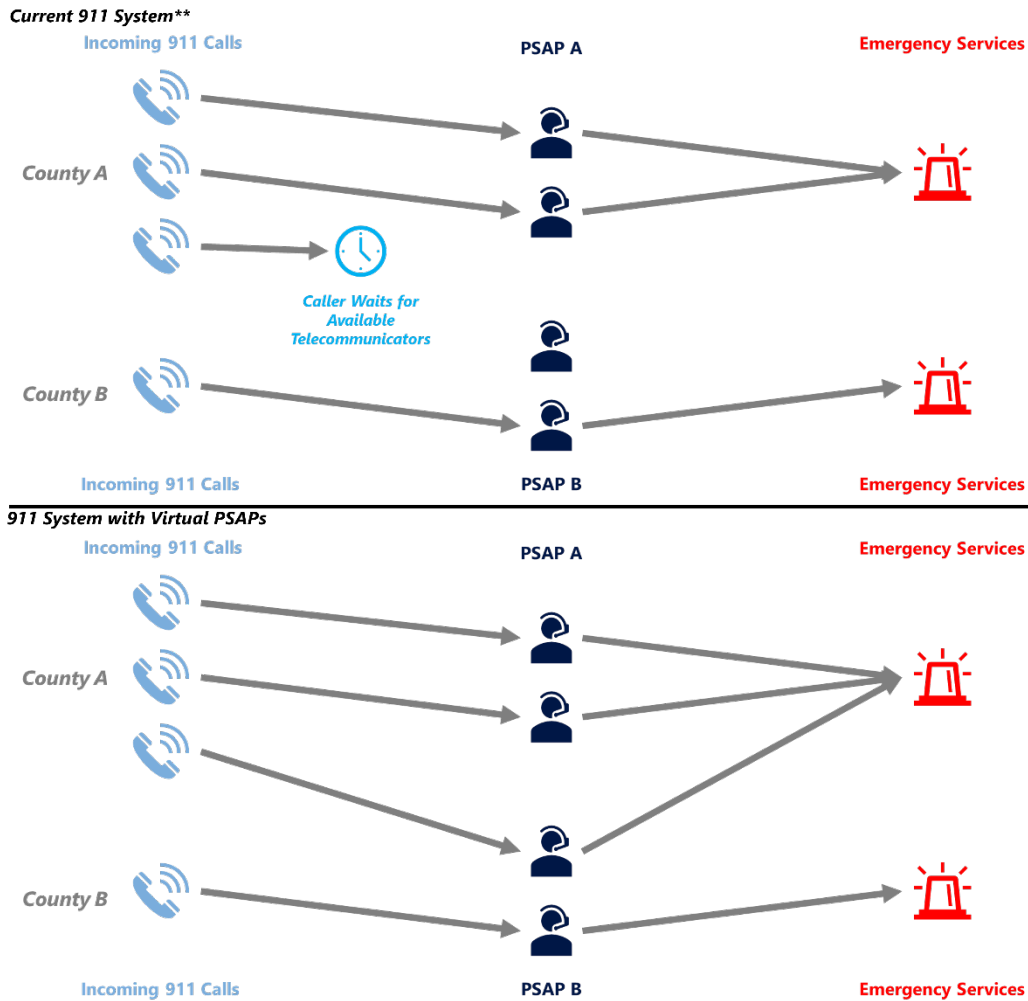 Current 911 System**
Incoming 911 Calls
PSAP A
Emergency Services
County A
Caller Waits for
Available
Telecommunicators
County B
Incoming 911 Calls
PSAP B
Emergency Services
911 System with Virtual PSAPs
Incoming 911 Calls
PSAP A
Emergency Services
County A
County B
Incoming 911 Calls
PSAP B
Emergency Services